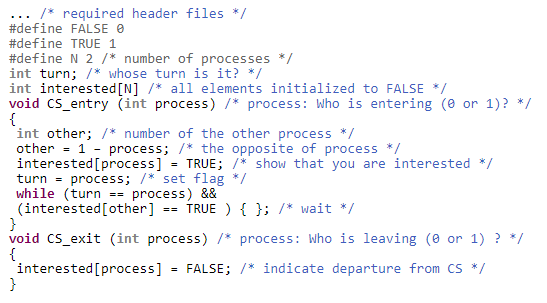 ... /* required header files */
#define FALSE 0
#define TRUE 1
#define N 2 /* number of processes */
int turn; /* whose turn is it? */
int interested[N] /* all elements initialized to FALSE */
void CS_entry (int process) /* process: Who is entering (0 or 1)? */
{
int other; /* number of the other process */
other = 1 – process; /* the opposite of process */
interested[process] = TRUE; /* show that you are interested */
turn = process; /* set flag */
while (turn == process) &&
(interested[other] == TRUE ) { }; /* wait */
}
void CS_exit (int process) /* process: Who is leaving (0 or 1) ? */
{
interested[process] = FALSE; /* indicate departure from CS */
}